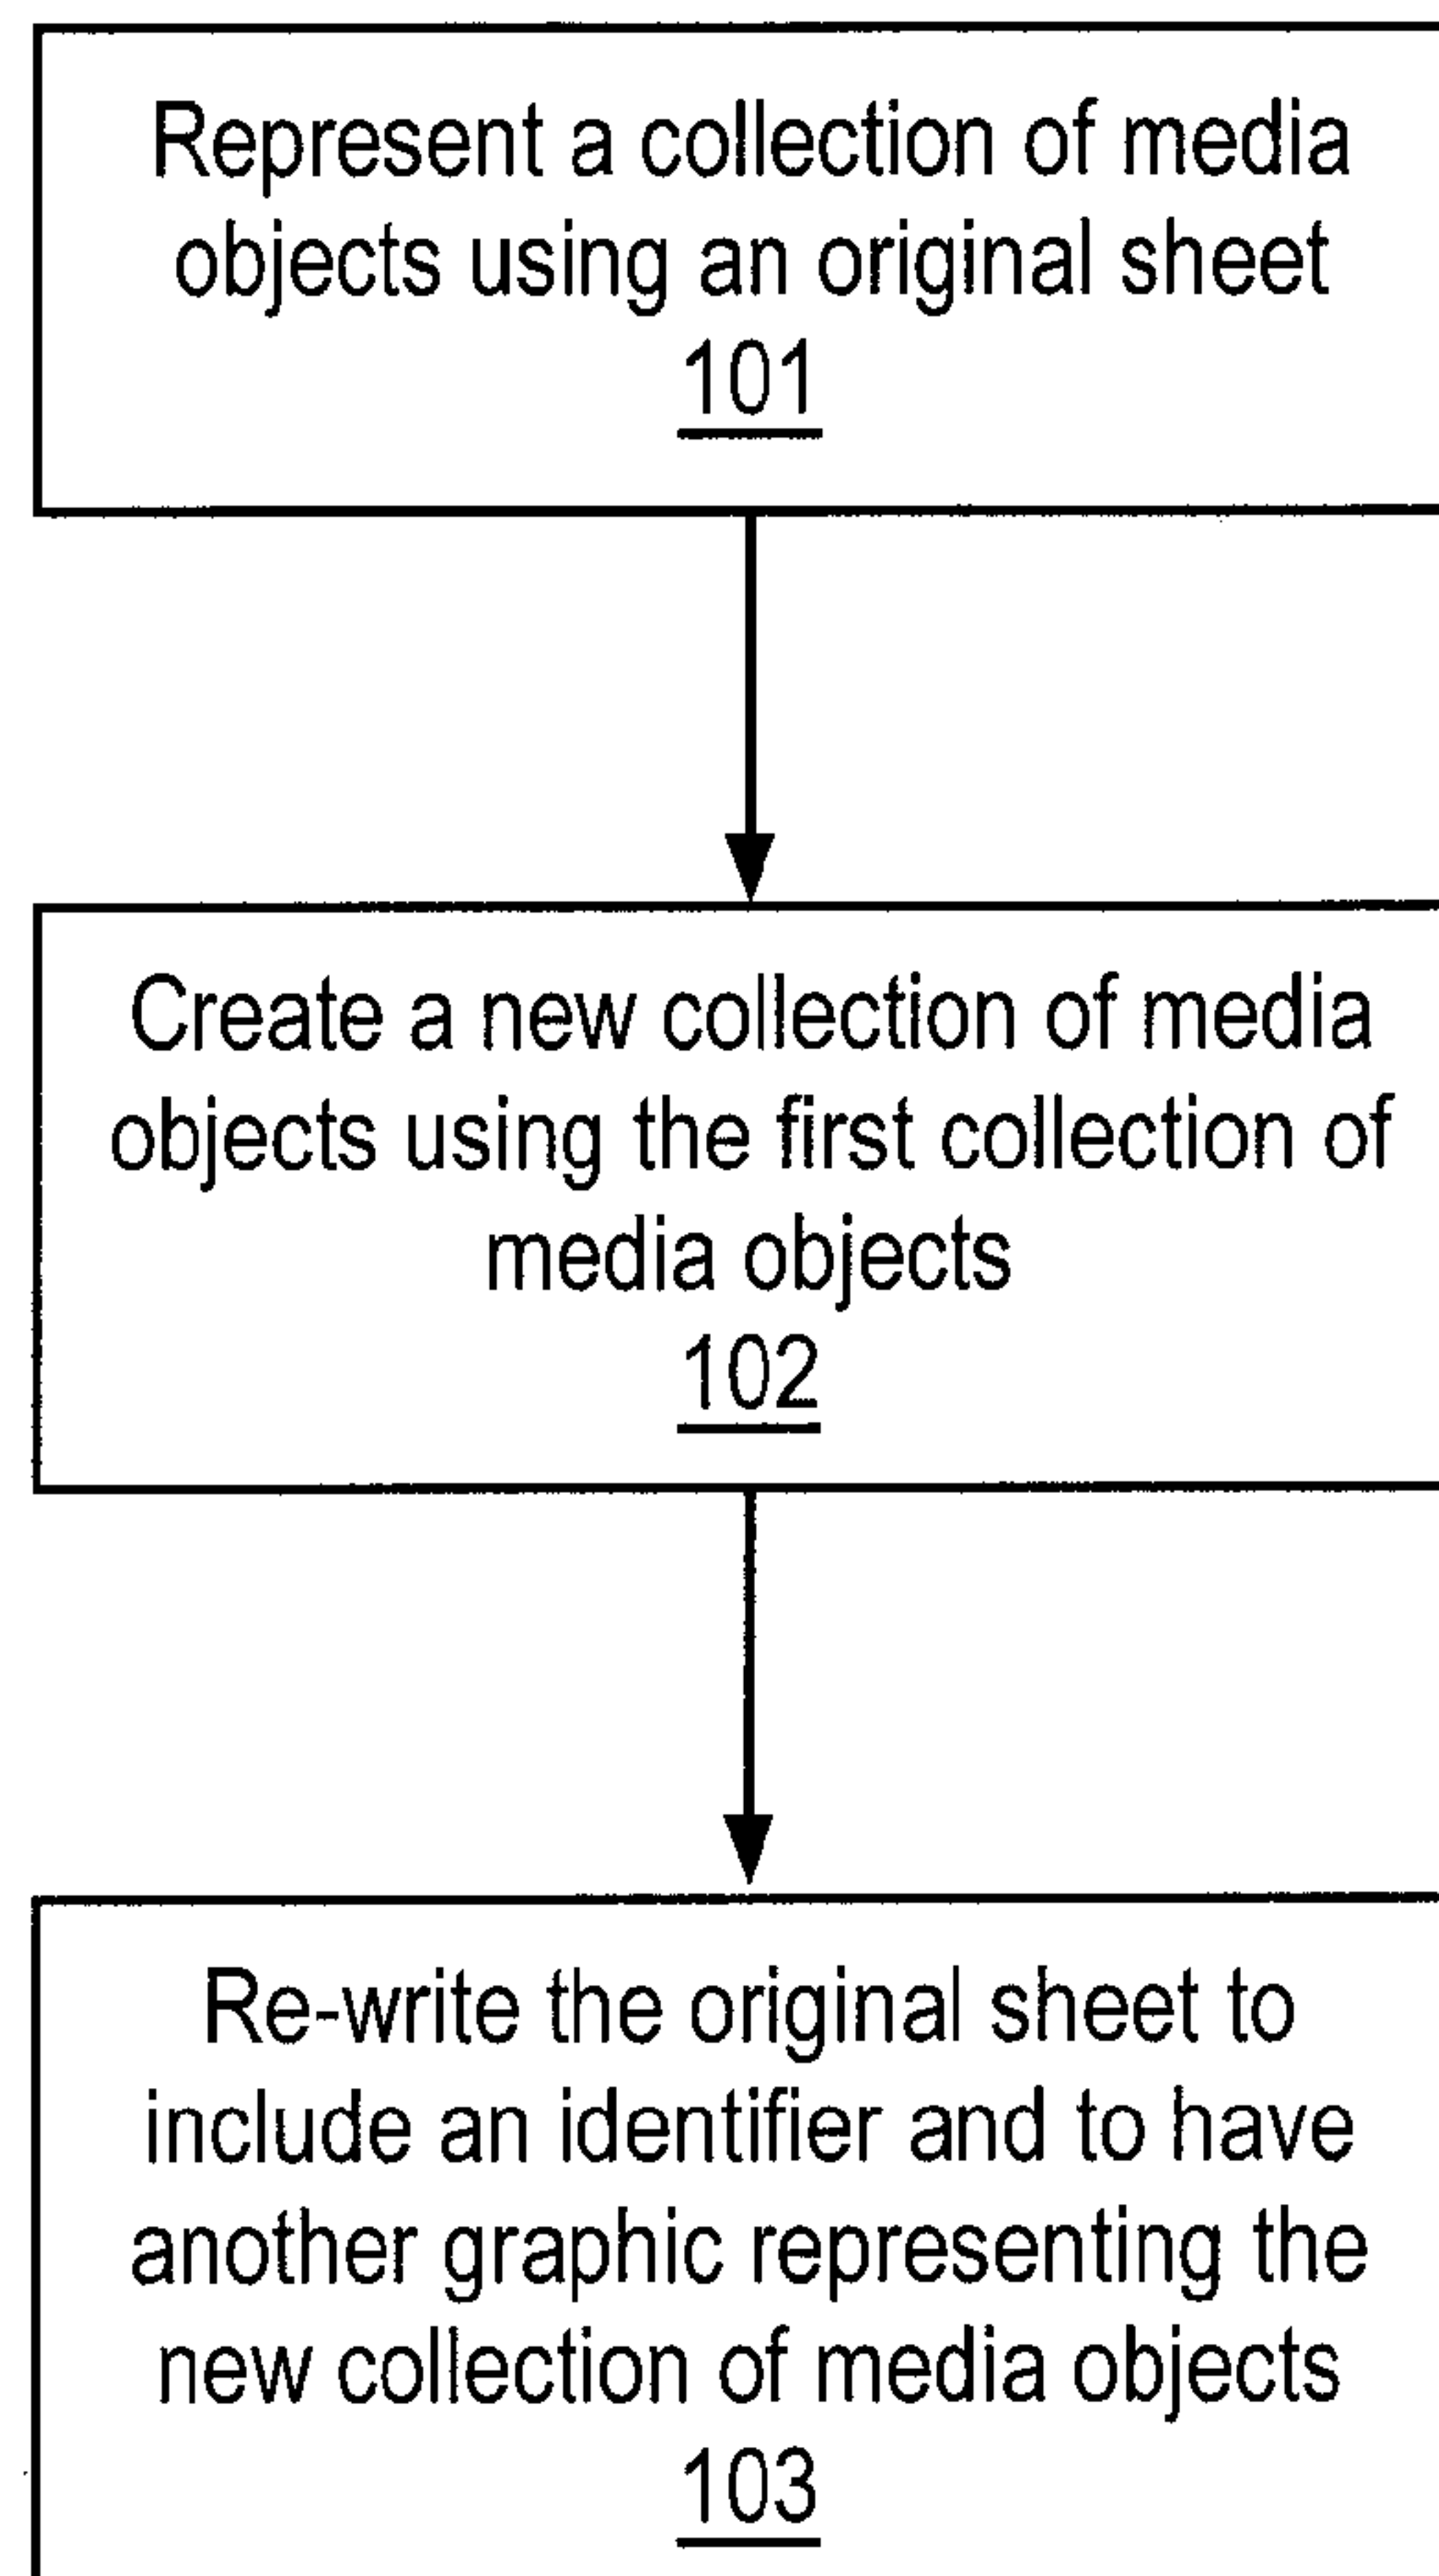 Represent a collection of media
objects using an original sheet
101
Create a new collection of media
objects using the first collection of
media objects
102
Re-write the original sheet to
include an identifier and to have
another graphic representing the
new collection of media objects
103